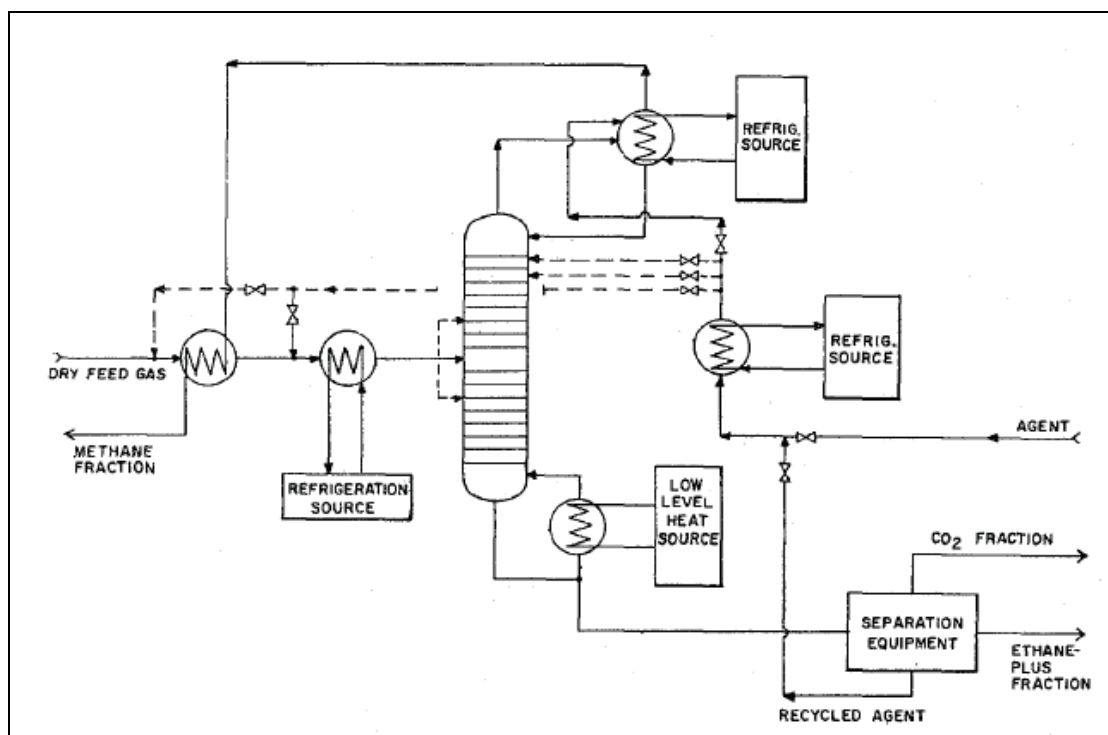 REFRIG.
SOURCE
REFRIG.
SOURCE
DRY FEED GAS
METHANE
FRACTION
REFRIGERATION
SOURCE
LOW
LEVEL
HEAT
SOURCE
AGENT
CO2 FRACTION
SEPARATION
EQUIPMENT
ETHANE-
PLUS
FRACTION
RECYCLED AGENT